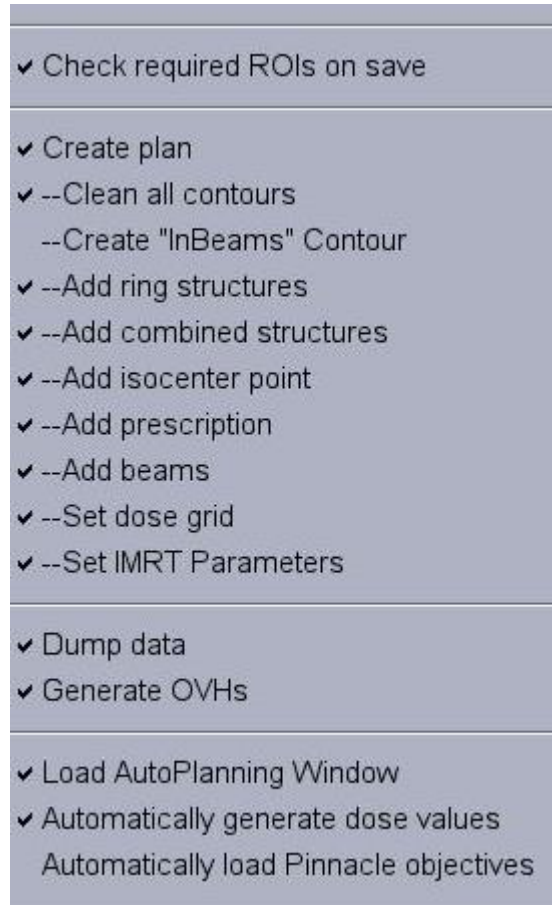 ✔ Check required ROIs on save
✔ Create plan
✔ --Clean all contours
--Create "InBeams" Contour
✔ --Add ring structures
✔ --Add combined structures
✔ --Add isocenter point
✔ --Add prescription
✔ --Add beams
✔ --Set dose grid
✔ --Set IMRT Parameters
✔ Dump data
✔ Generate OVHs
✔ Load AutoPlanning Window
✔ Automatically generate dose values
Automatically load Pinnacle objectives